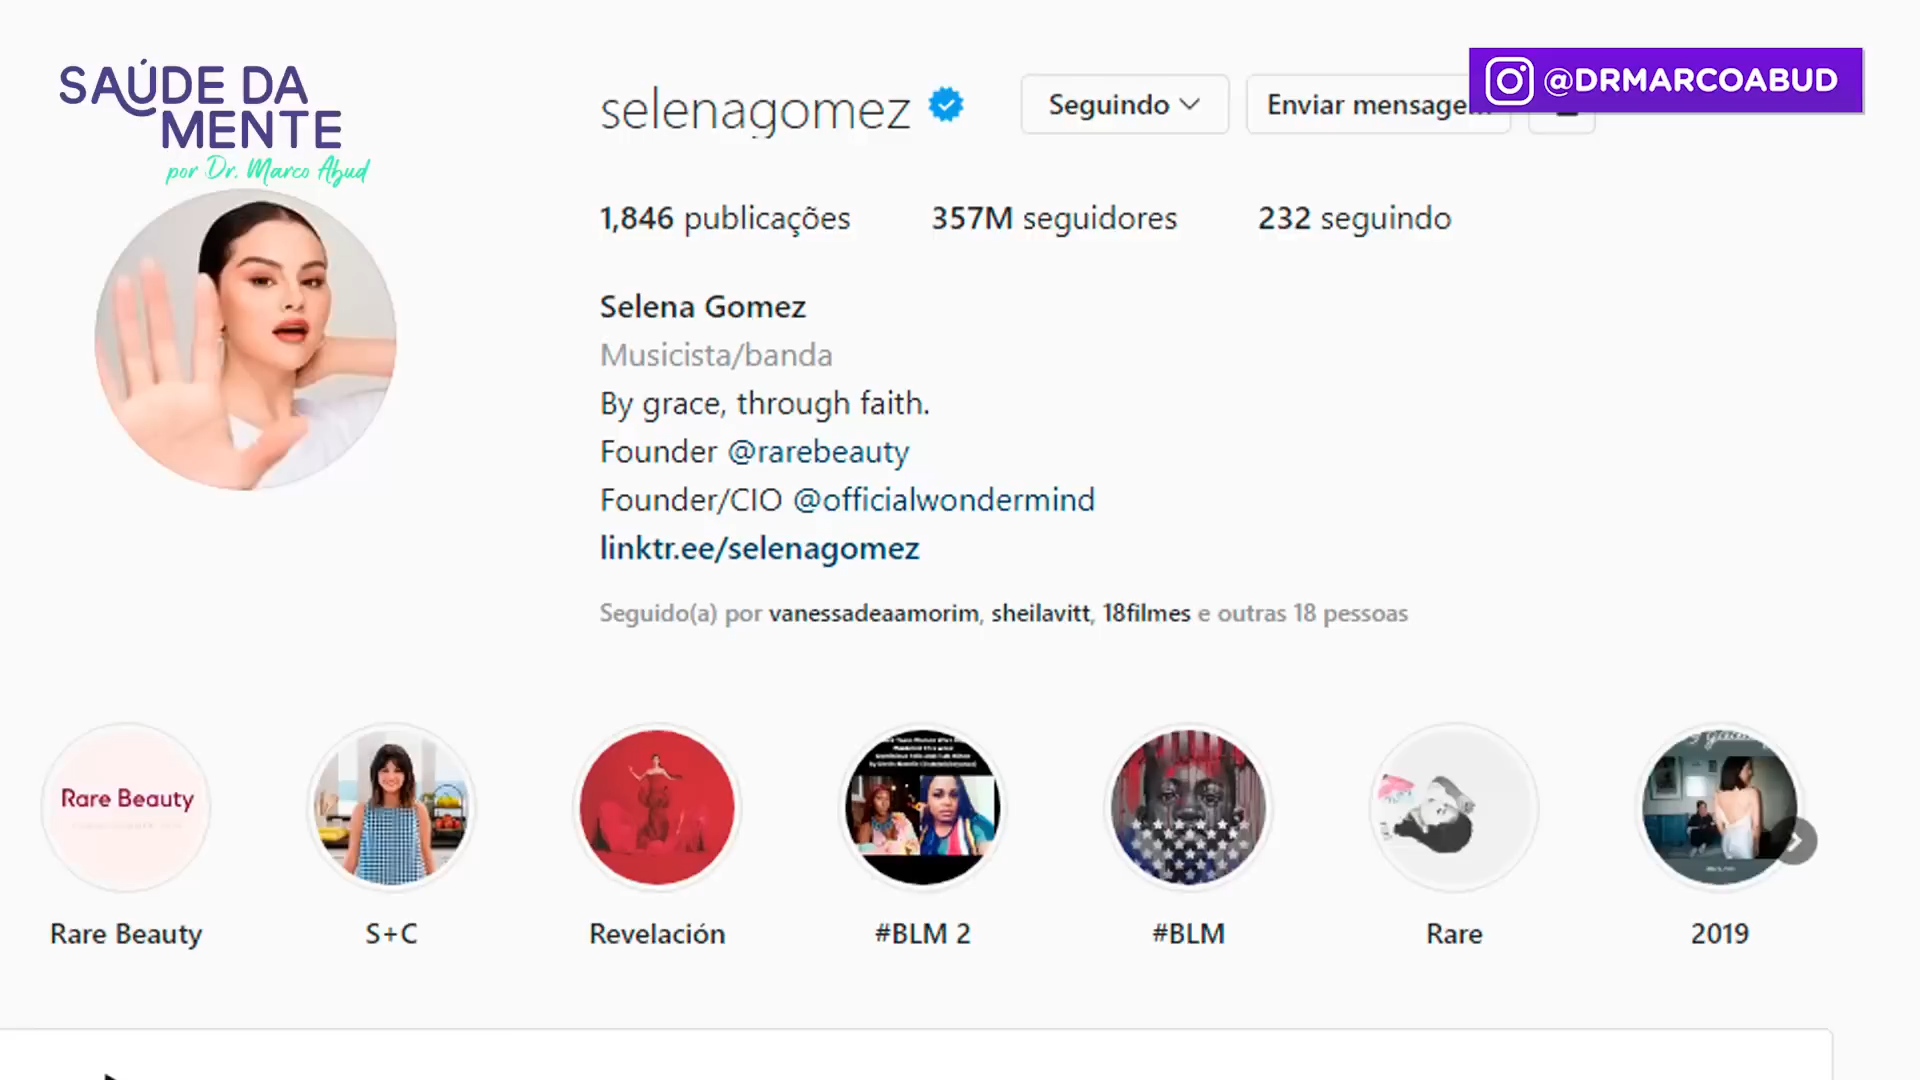 SAÚDE DA
MENTE
por Dr. Marco Abud
@DRMARCOABUD
selenagomez
Seguindo
Enviar mensagem
1,846 publicações
357M seguidores
232 seguindo
Selena Gomez
Musicista/banda
By grace, through faith.
Founder @rarebeauty
Founder/CIO @officialwondermind
linktr.ee/selenagomez
Seguido(a) por vanessadeaamorim, sheilavitt, 18filmes e outras 18 pessoas
Rare Beauty
Rare Beauty
S+C
Revelación
#BLM 2
#BLM
Rare
2019